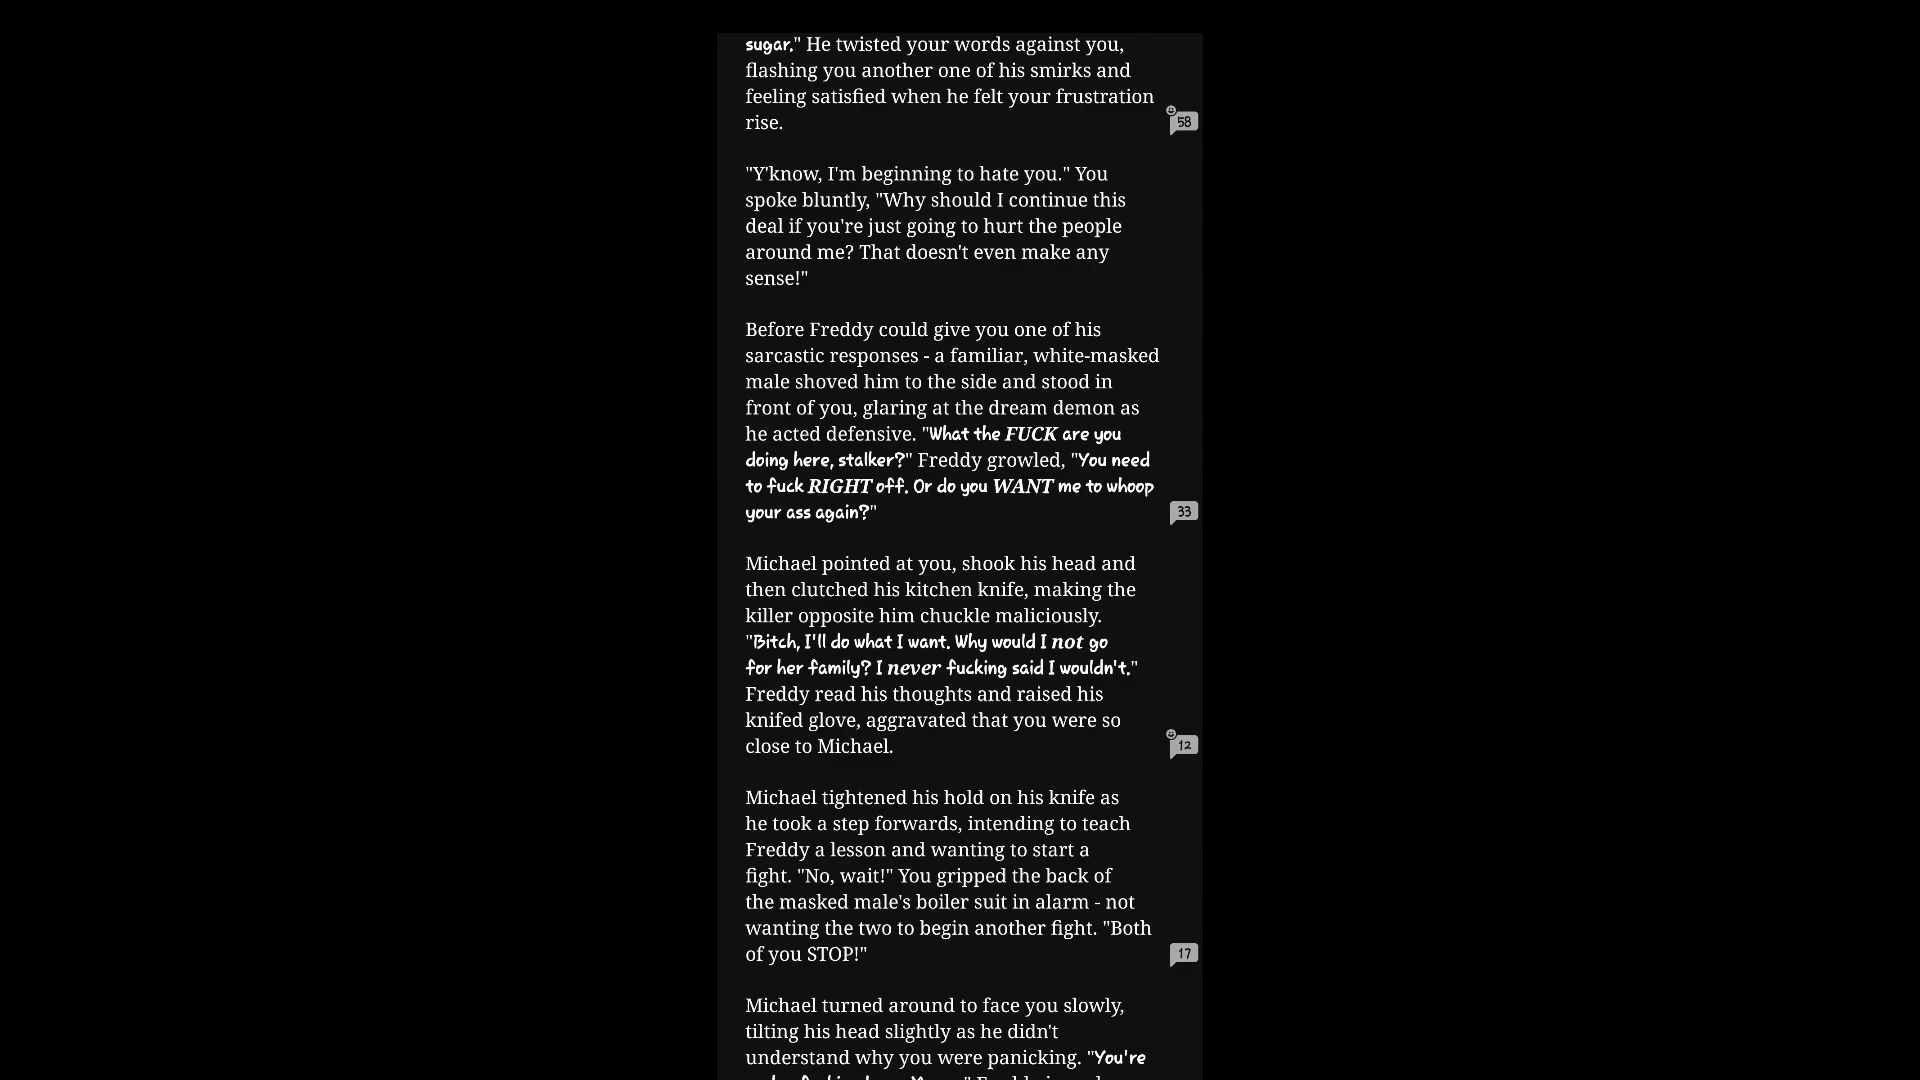 sugar." He twisted your words against you,
flashing you another one of his smirks and
feeling satisfied when he felt your frustration
rise.
58
"Y'know, I'm beginning to hate you." You
spoke bluntly, "Why should I continue this
deal if you're just going to hurt the people
around me? That doesn't even make any
sense!"
Before Freddy could give you one of his
sarcastic responses - a familiar, white-masked
male shoved him to the side and stood in
front of you, glaring at the dream demon as
he acted defensive. "What the FUCK are you
doing here, stalker?" Freddy growled, "You need
to fuck RIGHT off. Or do you WANT me to whoop
your ass again?"
33
Michael pointed at you, shook his head and
then clutched his kitchen knife, making the
killer opposite him chuckle maliciously.
"Bitch, I'll do what I want. Why would I not go
for her family? I never fucking said I wouldn't."
Freddy read his thoughts and raised his
knifed glove, aggravated that you were so
close to Michael.
12
Michael tightened his hold on his knife as
he took a step forwards, intending to teach
Freddy a lesson and wanting to start a
fight. "No, wait!" You gripped the back of
the masked male's boiler suit in alarm - not
wanting the two to begin another fight. "Both
of you STOP!"
17
Michael turned around to face you slowly,
tilting his head slightly as he didn't
understand why you were panicking. "You're